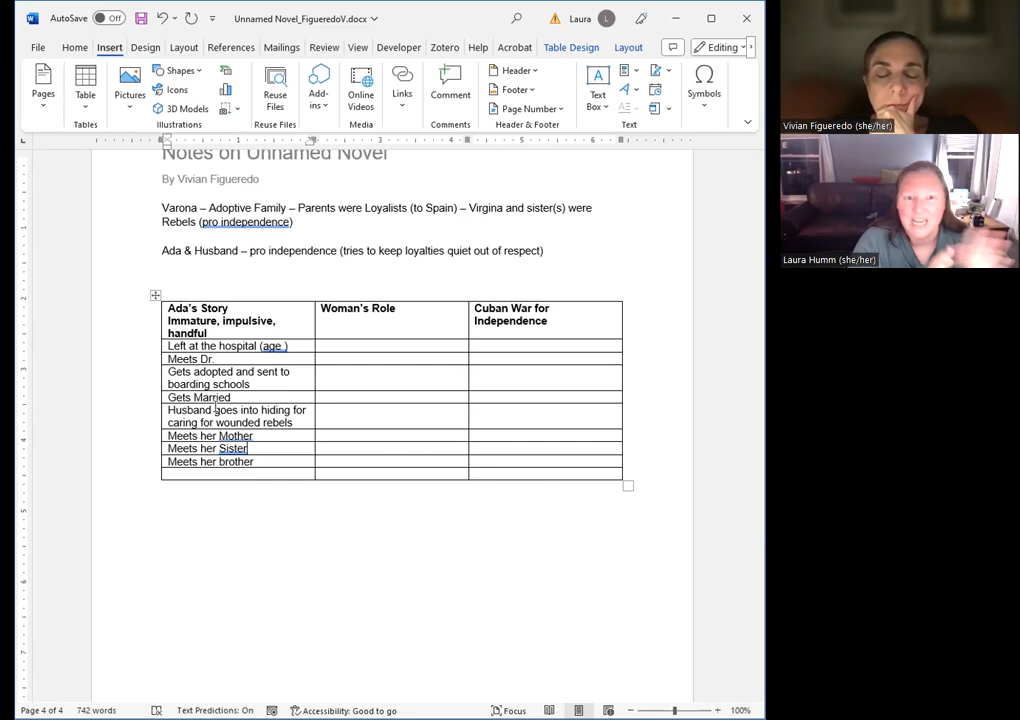 AutoSave Off Unnamed Novel_FigueredoV.docx Laura L
File Home Insert Design Layout References Mailings Review View Developer Zotero Help Acrobat Table Design Layout Editing
Pages Table Pictures Shapes Icons 3D Models Reuse Files Add-ins Online Videos Links Comment Header Footer Page Number Text Box Symbols
Tables Illustrations Reuse Files Media Comments Header & Footer Text
Notes on Unnamed Novel
By Vivian Figueredo
Varona – Adoptive Family – Parents were Loyalists (to Spain) – Virgina and sister(s) were
Rebels (pro independence)
Ada & Husband – pro independence (tries to keep loyalties quiet out of respect)
Ada's Story
Immature, impulsive,
handful
Woman's Role
Cuban War for
Independence
Left at the hospital (age )
Meets Dr.
Gets adopted and sent to
boarding schools
Gets Married
Husband goes into hiding for
caring for wounded rebels
Meets her Mother
Meets her Sister
Meets her brother
Page 4 of 4 742 words Text Predictions: On Accessibility: Good to go Focus 100%
Vivian Figueredo (she/her)
Laura Humm (she/her)